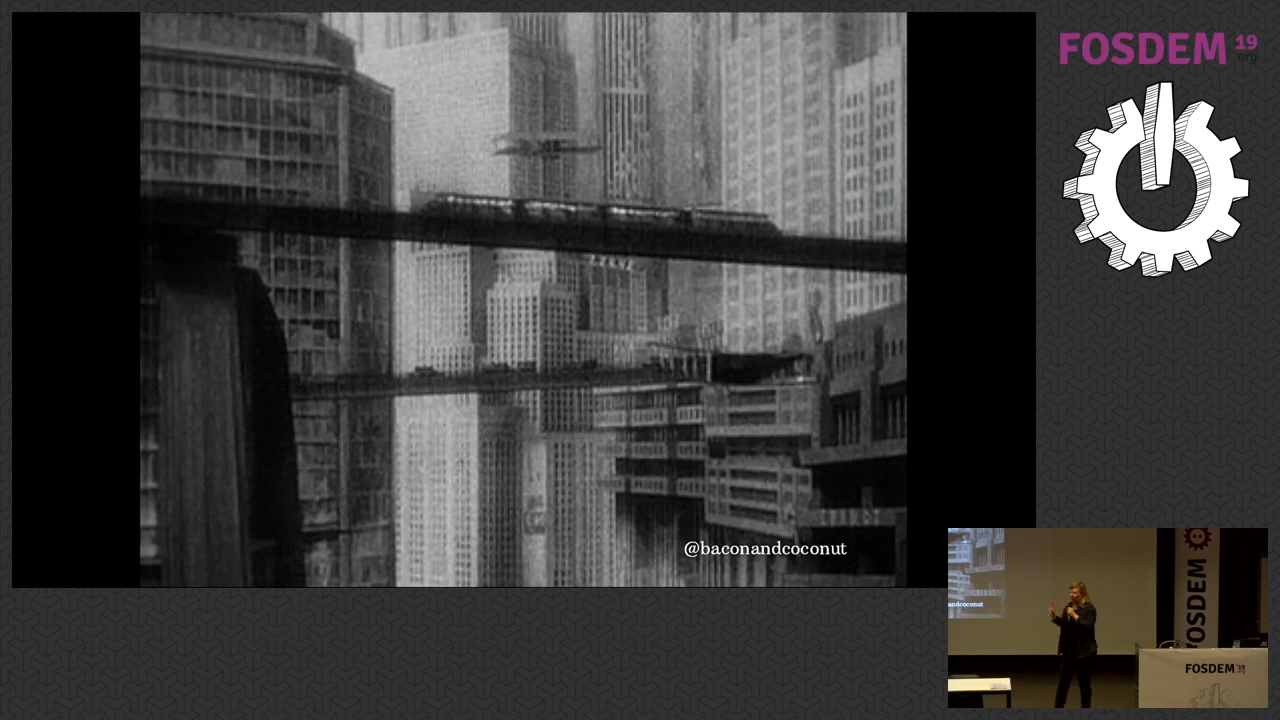 FOSDEM 19
.org
@baconandcoconut
andcoconut
FOSDEM
FOSDEM 19